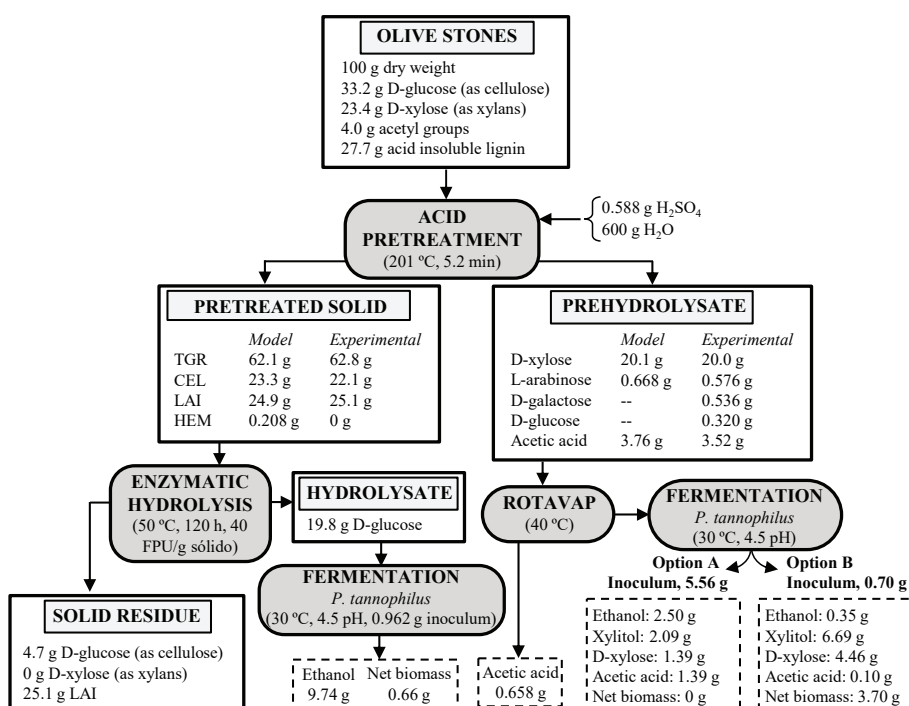 OLIVE STONES
100 g dry weight
33.2 g D-glucose (as cellulose)
23.4 g D-xylose (as xylans)
4.0 g acetyl groups
27.7 g acid insoluble lignin
ACID
PRETREATMENT
(201 ºC, 5.2 min)
0.588 g H₂SO₄
600 g H₂O
PRETREATED SOLID
Model Experimental
TGR 62.1 g 62.8 g
CEL 23.3 g 22.1 g
LAI 24.9 g 25.1 g
HEM 0.208 g 0 g
PREHYDROLYSATE
Model Experimental
D-xylose 20.1 g 20.0 g
L-arabinose 0.668 g 0.576 g
D-galactose -- 0.536 g
D-glucose -- 0.320 g
Acetic acid 3.76 g 3.52 g
ENZYMATIC
HYDROLYSIS
(50 ºC, 120 h, 40
FPU/g sólido)
HYDROLYSATE
19.8 g D-glucose
ROTAVAP
(40 ºC)
FERMENTATION
P. tannophilus
(30 ºC, 4.5 pH)
Option A
Inoculum, 5.56 g
Option B
Inoculum, 0.70 g
SOLID RESIDUE
4.7 g D-glucose (as cellulose)
0 g D-xylose (as xylans)
25.1 g LAI
FERMENTATION
P. tannophilus
(30 ºC, 4.5 pH, 0.962 g inoculum)
Ethanol Net biomass
9.74 g 0.66 g
Acetic acid
0.658 g
Ethanol: 2.50 g
Xylitol: 2.09 g
D-xylose: 1.39 g
Acetic acid: 1.39 g
Net biomass: 0 g
Ethanol: 0.35 g
Xylitol: 6.69 g
D-xylose: 4.46 g
Acetic acid: 0.10 g
Net biomass: 3.70 g